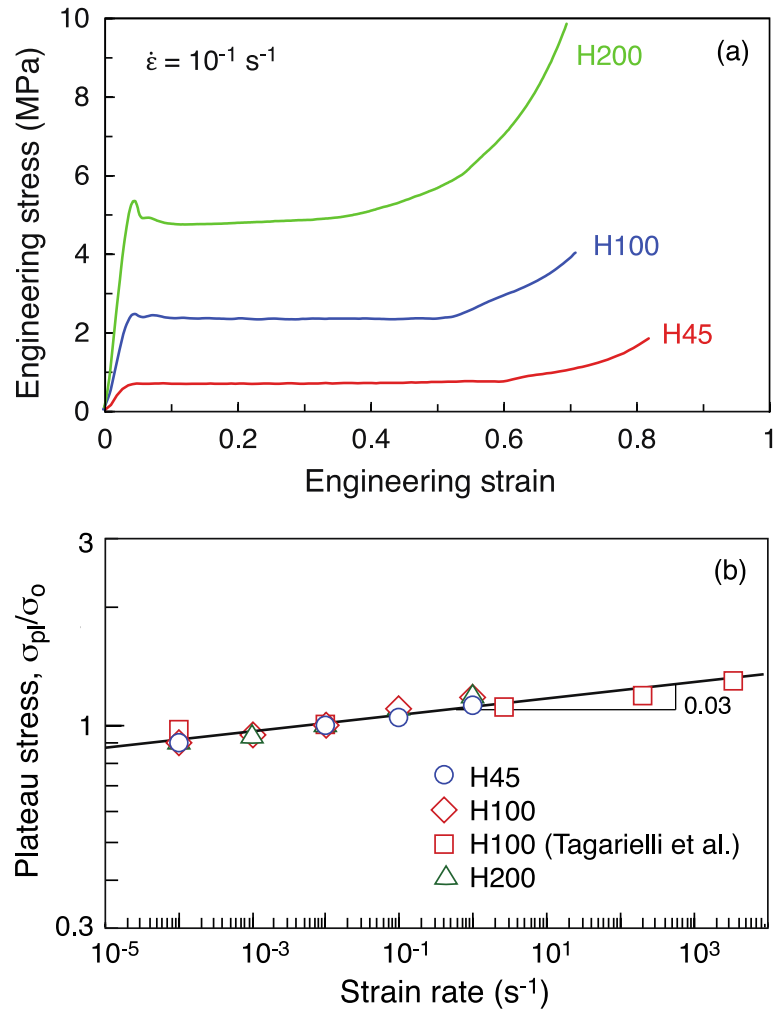 10
(a)
ε̇ = 10⁻¹ s⁻¹
H200
8
6
4
H100
2
H45
0
0
0.2
0.4
0.6
0.8
1
Engineering stress (MPa)
Engineering strain
3
(b)
1
0.03
H45
H100
H100 (Tagarielli et al.)
H200
0.3
10⁻⁵
10⁻³
10⁻¹
10¹
10³
Plateau stress, σₚₗ/σₒ
Strain rate (s⁻¹)